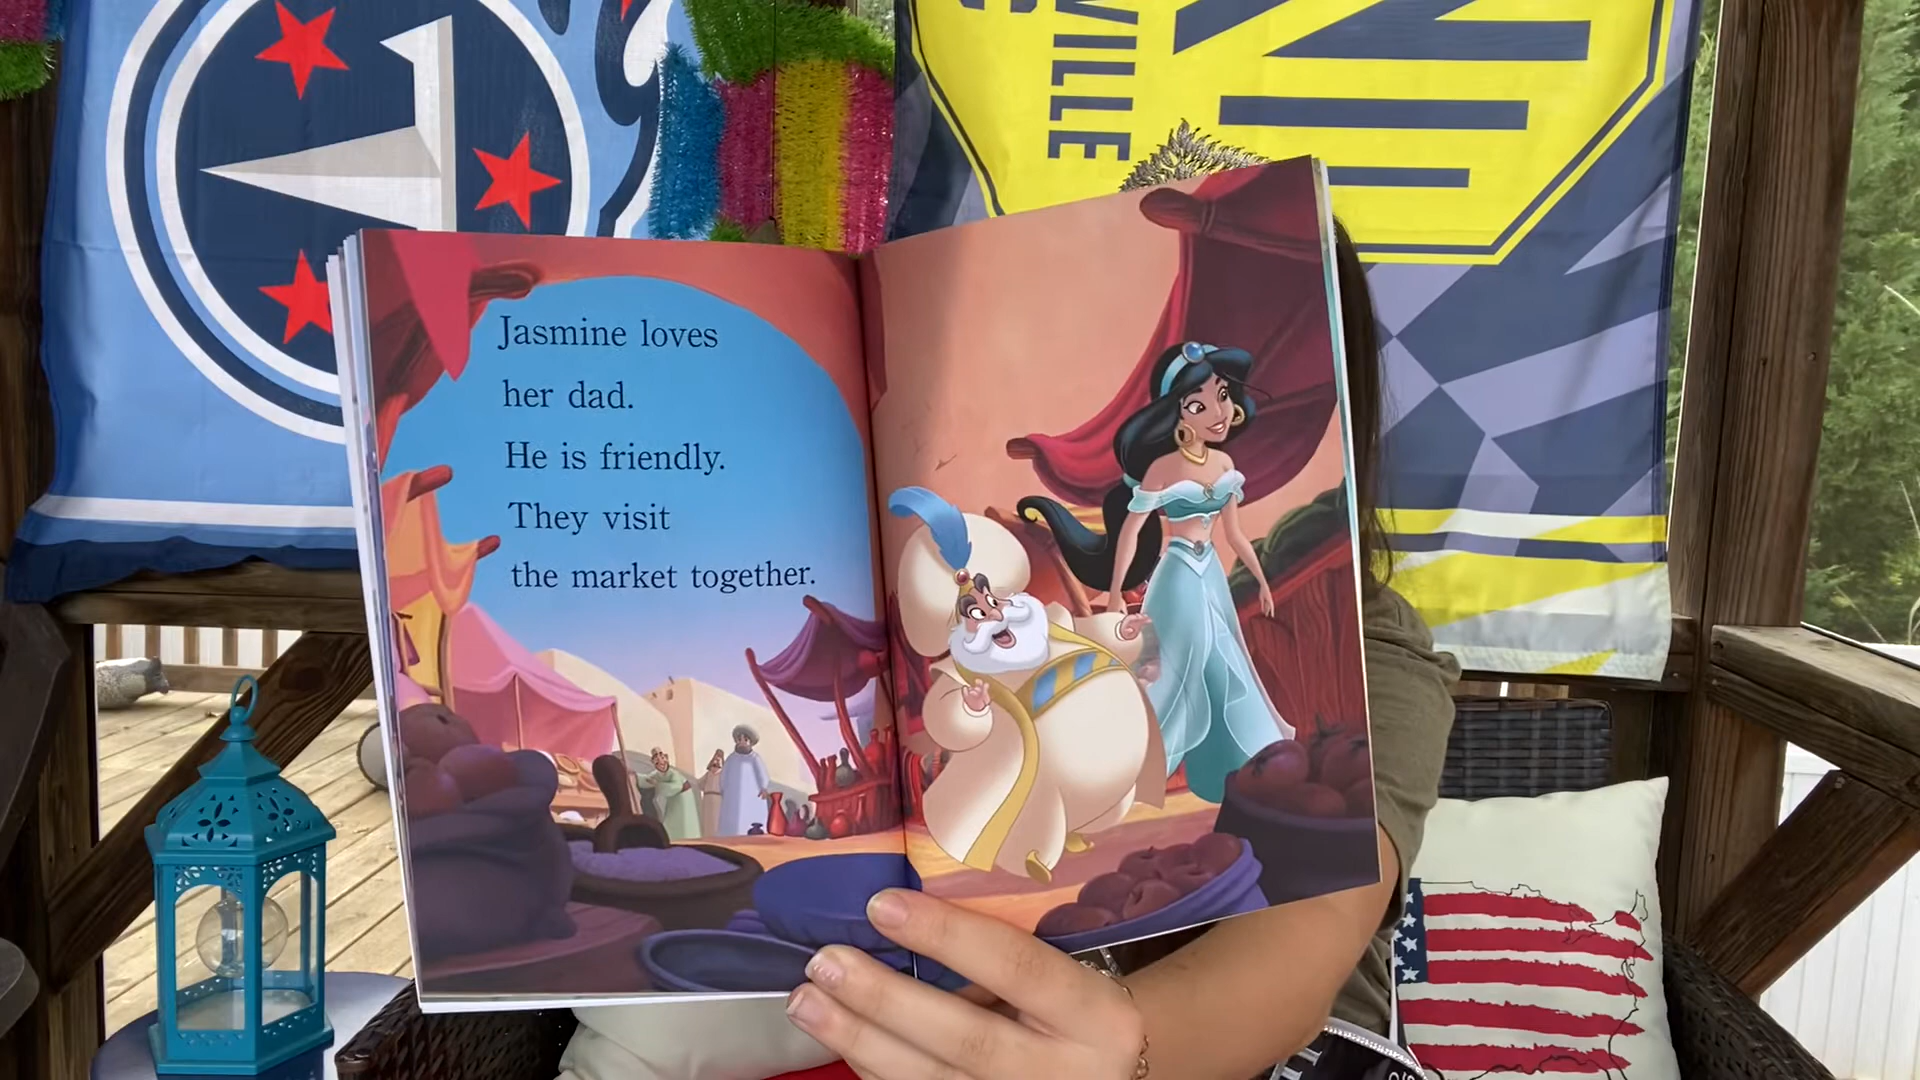 Jasmine loves
her dad.
He is friendly.
They visit
the market together.
VILLE